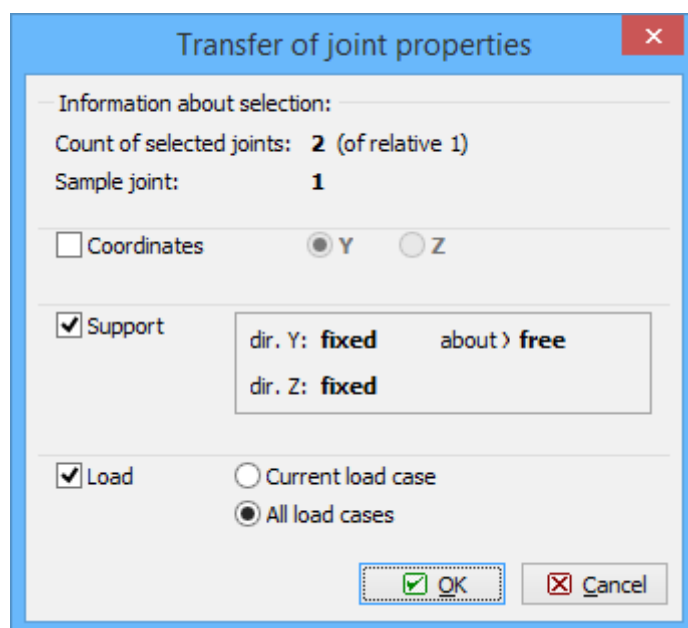 Transfer of joint properties
Information about selection:
Count of selected joints: 2 (of relative 1)
Sample joint: 1
Coordinates Y Z
Support
dir. Y: fixed about › free
dir. Z: fixed
Load Current load case
All load cases
OK Cancel